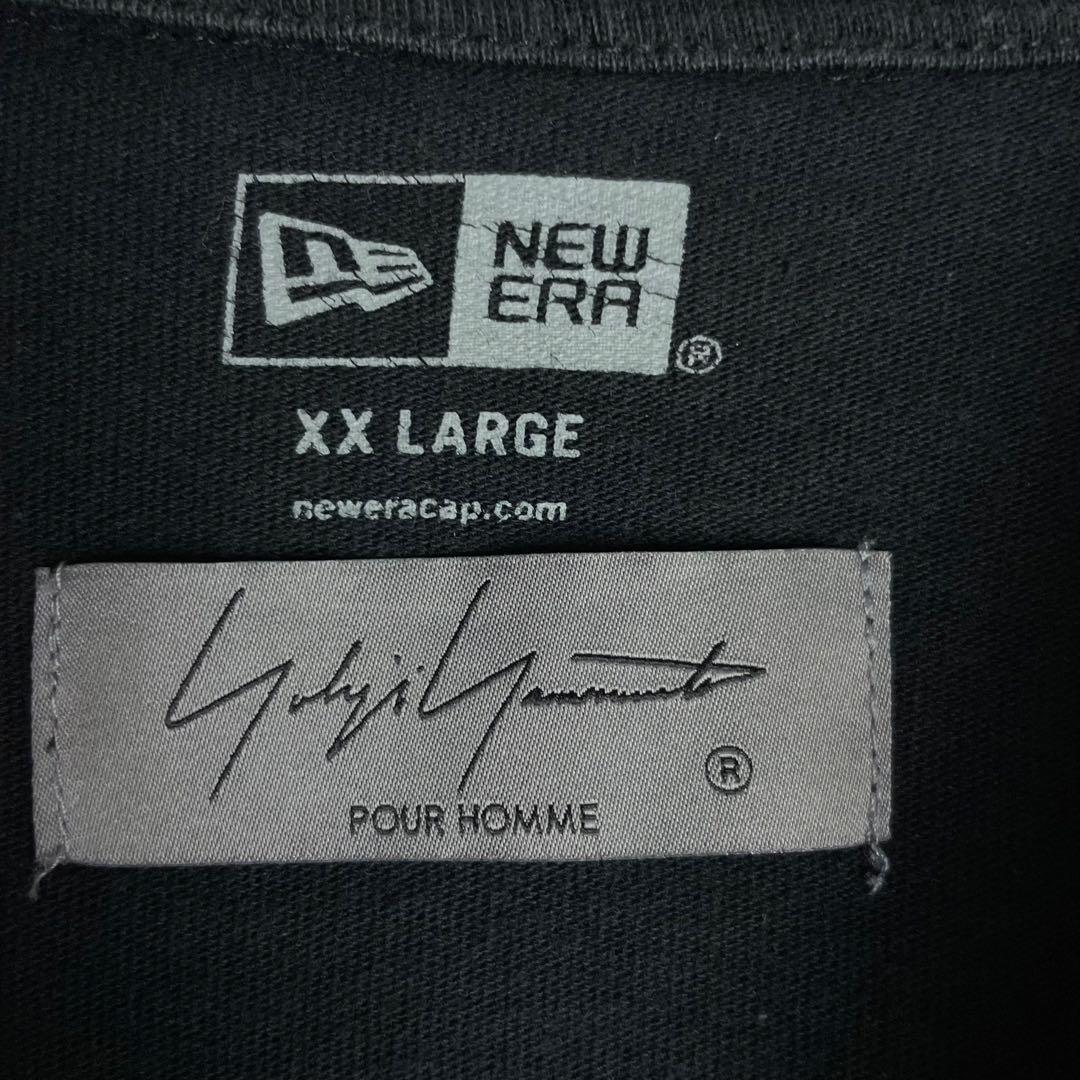 NEW
ERA
®
XX LARGE
neweracap.com
Yohji Yamamoto
®
POUR HOMME